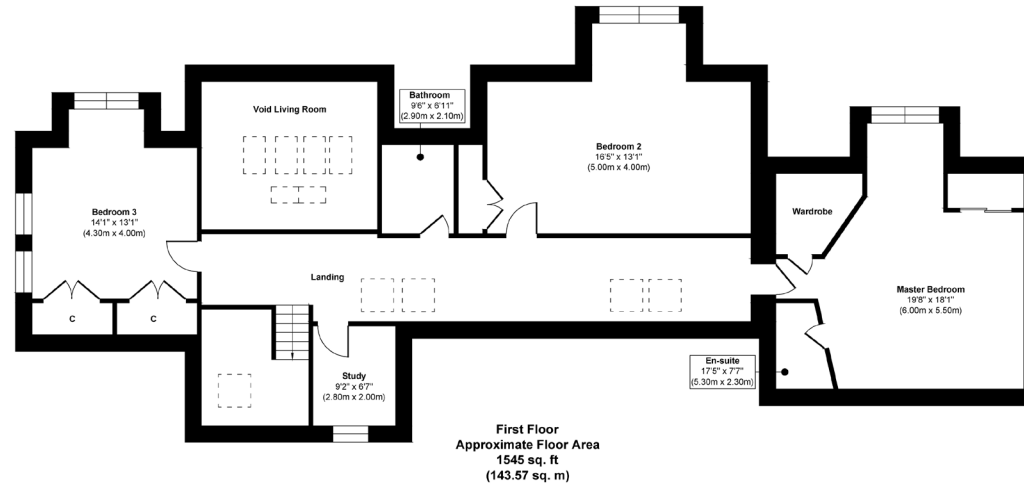 Void Living Room
Bathroom
9'6" x 6'11"
(2.90m x 2.10m)
Bedroom 2
16'5" x 13'1"
(5.00m x 4.00m)
Bedroom 3
14'1" x 13'1"
(4.30m x 4.00m)
Wardrobe
Landing
Master Bedroom
19'8" x 18'1"
(6.00m x 5.50m)
C
C
Study
9'2" x 6'7"
(2.80m x 2.00m)
En-suite
17'5" x 7'7"
(5.30m x 2.30m)
First Floor
Approximate Floor Area
1545 sq. ft
(143.57 sq. m)